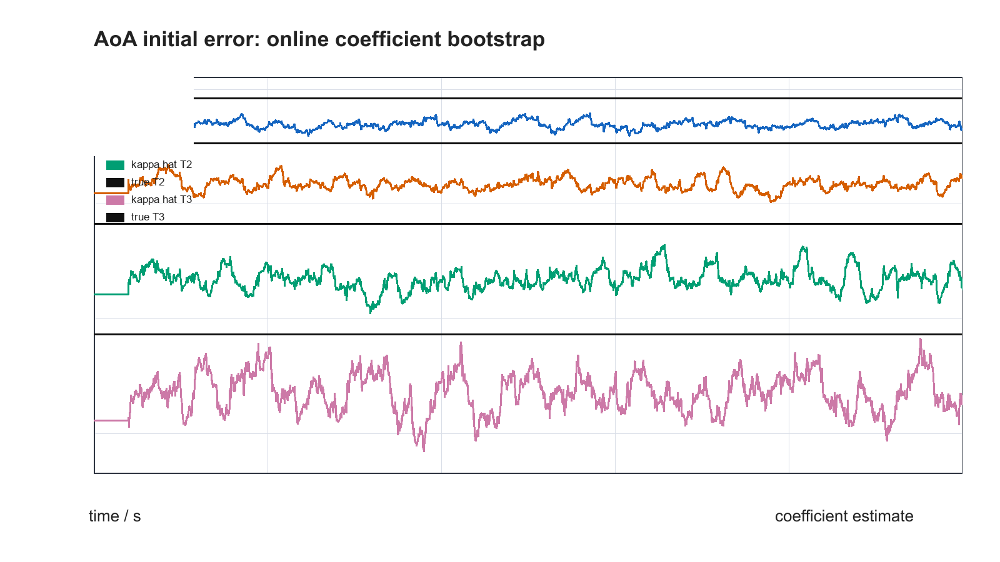 AoA initial error: online coefficient bootstrap
kappa hat T2
true T2
kappa hat T3
true T3
time / s
coefficient estimate